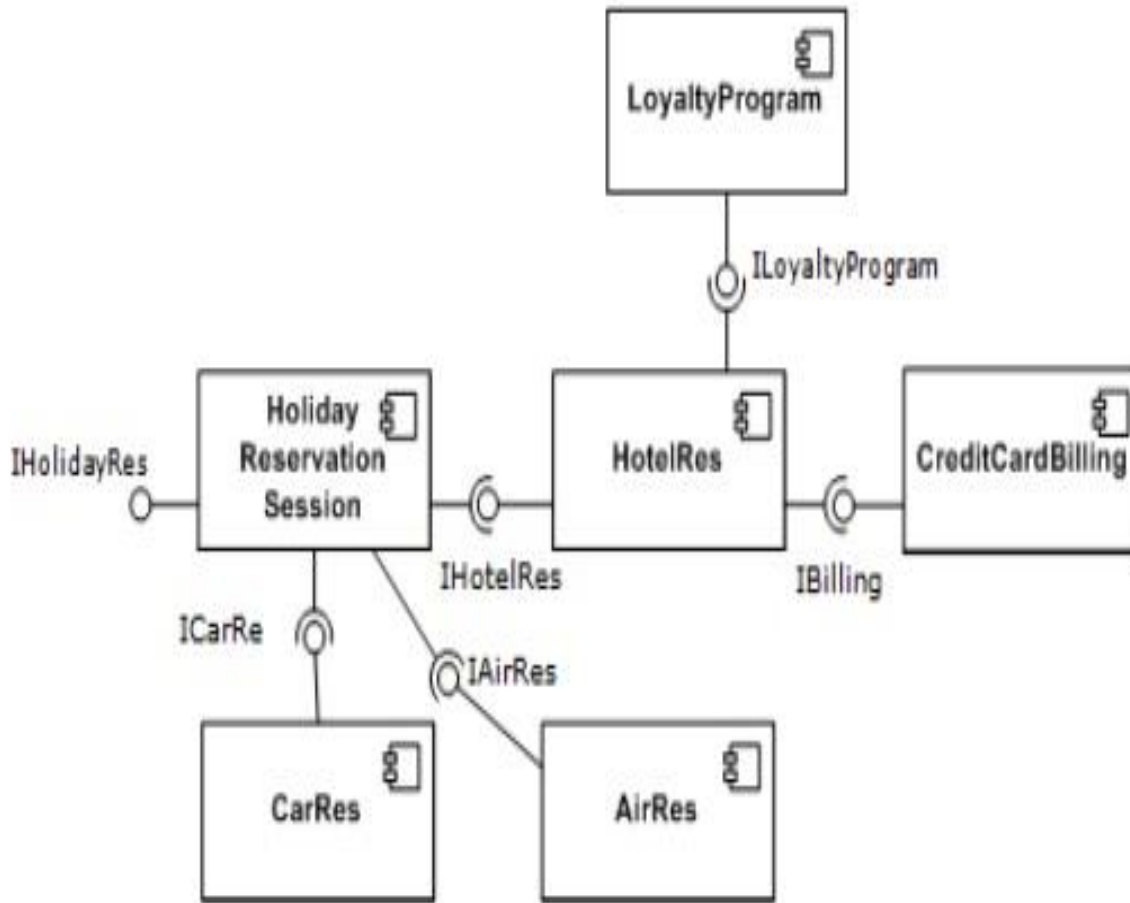 LoyaltyProgram
ILoyaltyProgram
Holiday
Reservation
Session
HotelRes
CreditCardBilling
IHolidayRes
IHotelRes
IBilling
ICarRe
IAirRes
CarRes
AirRes